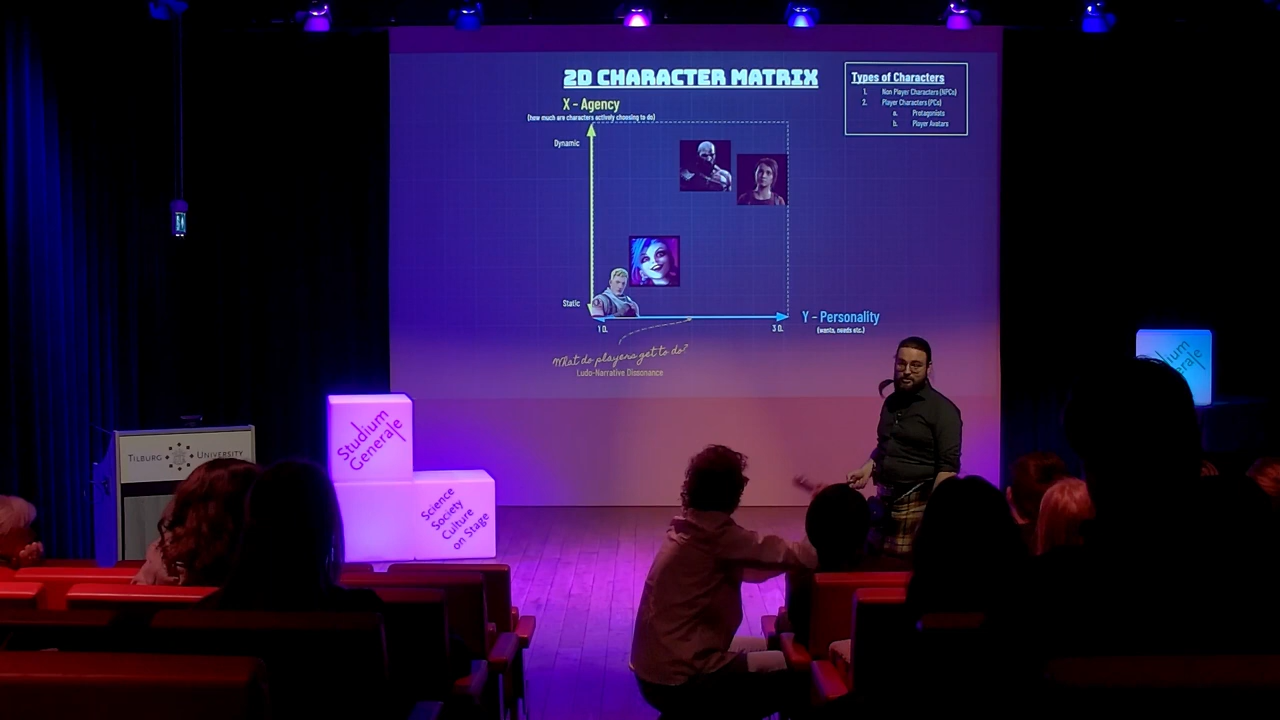 2D CHARACTER MATRIX
X - Agency
(how much are characters actively choosing to do)
Dynamic
Static
1 D.
3 D.
Y - Personality
(wants, needs etc.)
What do players get to do?
Ludo-Narrative Dissonance
Types of Characters
1. Non Player Characters (NPCs)
2. Player Characters (PCs)
a. Protagonists
b. Player Avatars
TILBURG UNIVERSITY
Studium
Generale
Science
Society
Culture
on Stage